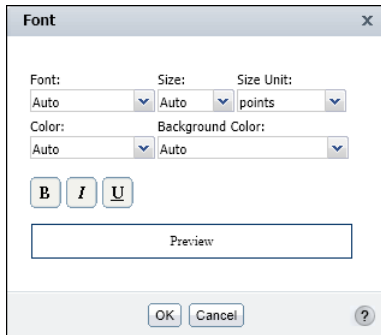 Font x
Font: Size: Size Unit:
Auto Auto points
Color: Background Color:
Auto Auto
B I U
Preview
OK Cancel ?